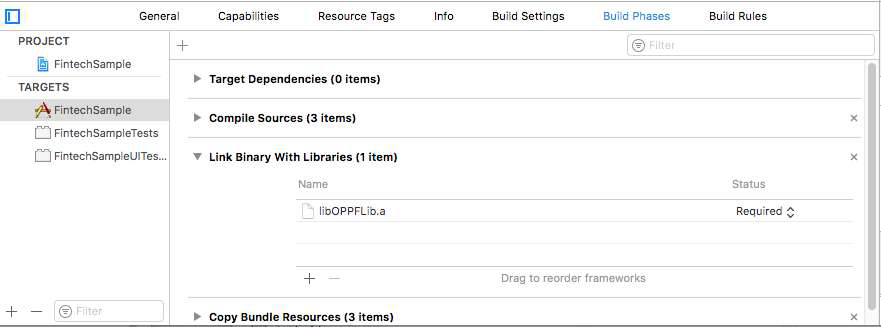 General Capabilities Resource Tags Info Build Settings Build Phases Build Rules
PROJECT
FintechSample
TARGETS
FintechSample
FintechSampleTests
FintechSampleUITes...
Filter
Filter
Target Dependencies (0 items)
Compile Sources (3 items)
Link Binary With Libraries (1 item)
Name Status
libOPPFLib.a Required
Drag to reorder frameworks
Copy Bundle Resources (3 items)